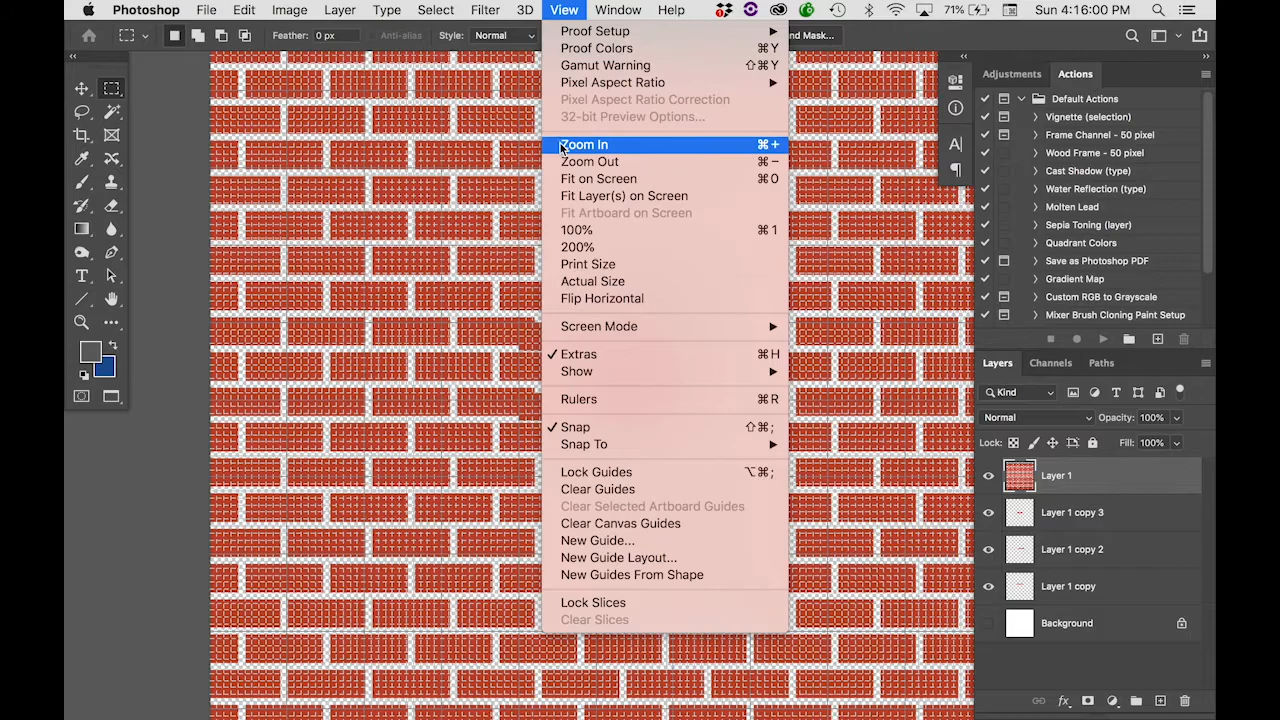 Photoshop File Edit Image Layer Type Select Filter 3D View Window Help 71% Sun 4:16:00 PM
Feather: 0 px Anti-alias Style: Normal nd Mask...
Proof Setup
Proof Colors ⌘Y
Gamut Warning ⇧⌘Y
Pixel Aspect Ratio
Pixel Aspect Ratio Correction
32-bit Preview Options...
Zoom In ⌘+
Zoom Out ⌘−
Fit on Screen ⌘0
Fit Layer(s) on Screen
Fit Artboard on Screen
100% ⌘1
200%
Print Size
Actual Size
Flip Horizontal
Screen Mode
Extras ⌘H
Show
Rulers ⌘R
Snap ⇧⌘;
Snap To
Lock Guides ⌥⌘;
Clear Guides
Clear Selected Artboard Guides
Clear Canvas Guides
New Guide...
New Guide Layout...
New Guides From Shape
Lock Slices
Clear Slices
Adjustments Actions
Default Actions
Vignette (selection)
Frame Channel - 50 pixel
Wood Frame - 50 pixel
Cast Shadow (type)
Water Reflection (type)
Molten Lead
Sepia Toning (layer)
Quadrant Colors
Save as Photoshop PDF
Gradient Map
Custom RGB to Grayscale
Mixer Brush Cloning Paint Setup
Layers Channels Paths
Kind
Normal Opacity: 100%
Lock: Fill: 100%
Layer 1
Layer 1 copy 3
Layer 1 copy 2
Layer 1 copy
Background
fx